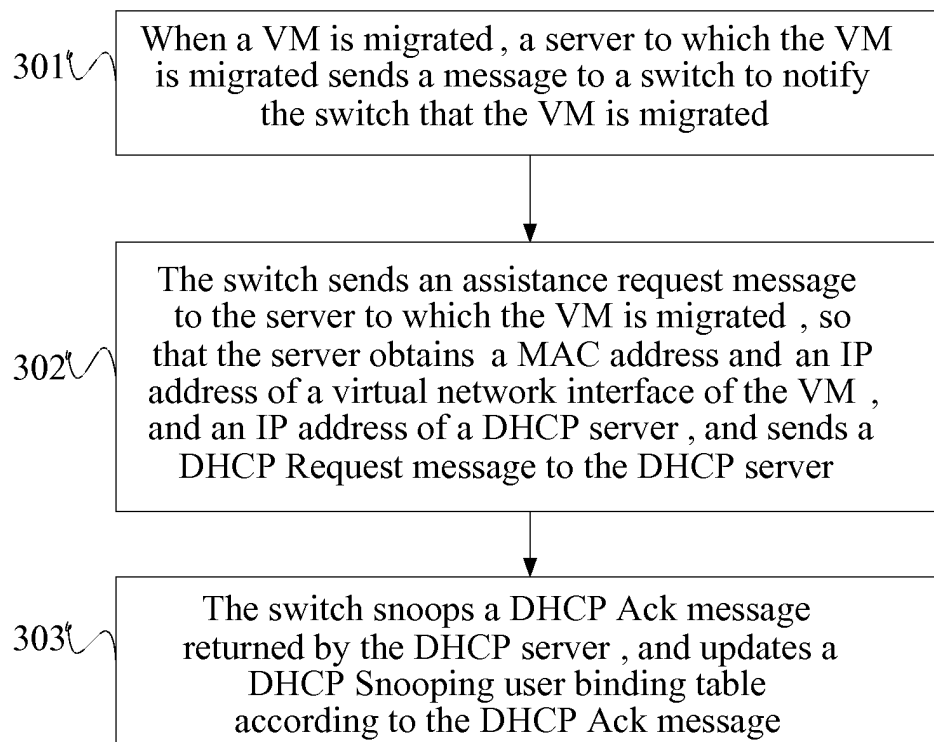 301
When a VM is migrated, a server to which the VM
is migrated sends a message to a switch to notify
the switch that the VM is migrated
302
The switch sends an assistance request message
to the server to which the VM is migrated, so
that the server obtains a MAC address and an IP
address of a virtual network interface of the VM,
and an IP address of a DHCP server, and sends a
DHCP Request message to the DHCP server
303
The switch snoops a DHCP Ack message
returned by the DHCP server, and updates a
DHCP Snooping user binding table
according to the DHCP Ack message